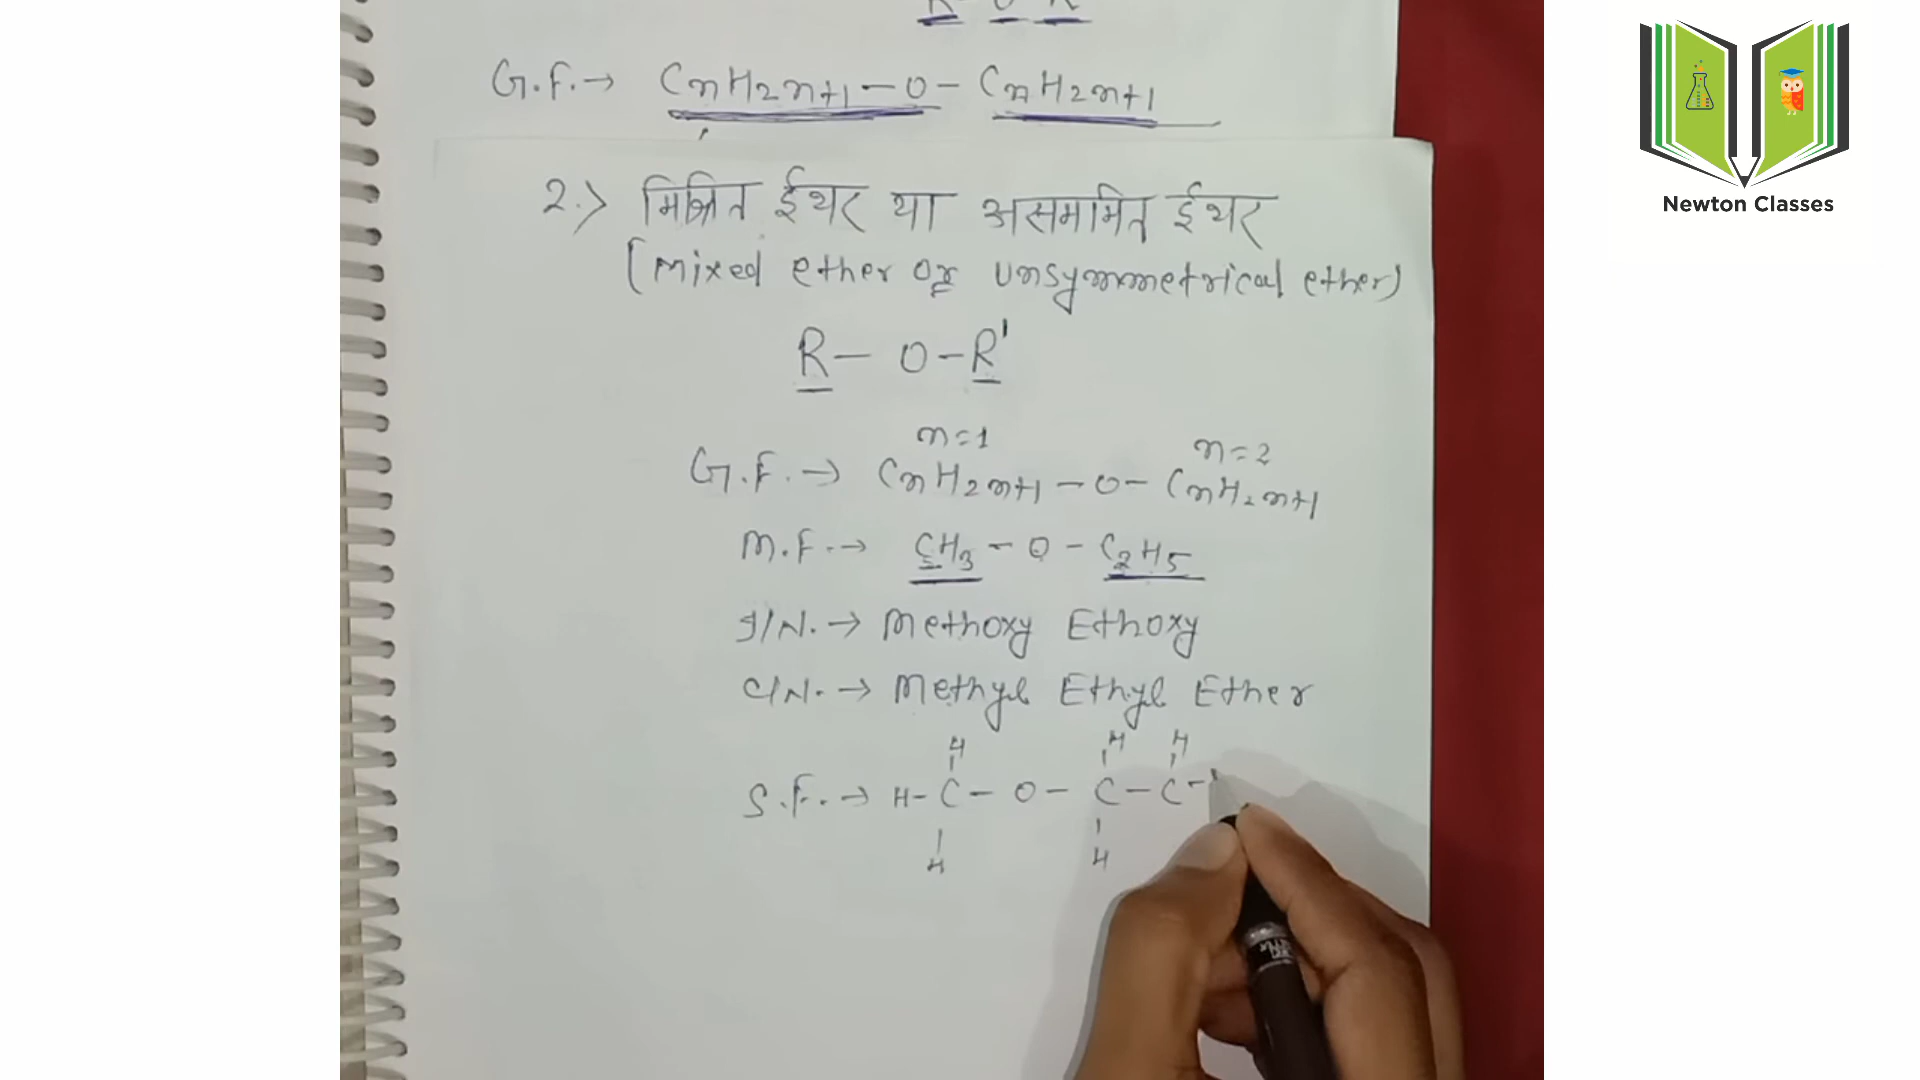 Newton Classes
G.F.→ CnH2n+1-O-CnH2n+1
2.> मिश्रित ईथर या असममित ईथर
(Mixed ether or Unsymmetrical ether)
R-O-R'
n=1 n=2
G.F.→ CnH2n+1-O-CnH2n+1
M.F.→ CH3-O-C2H5
I/N.→ Methoxy Ethoxy
C/N.→ Methyl Ethyl Ether
H H H
S.F.→ H-C-O-C-C-
H H